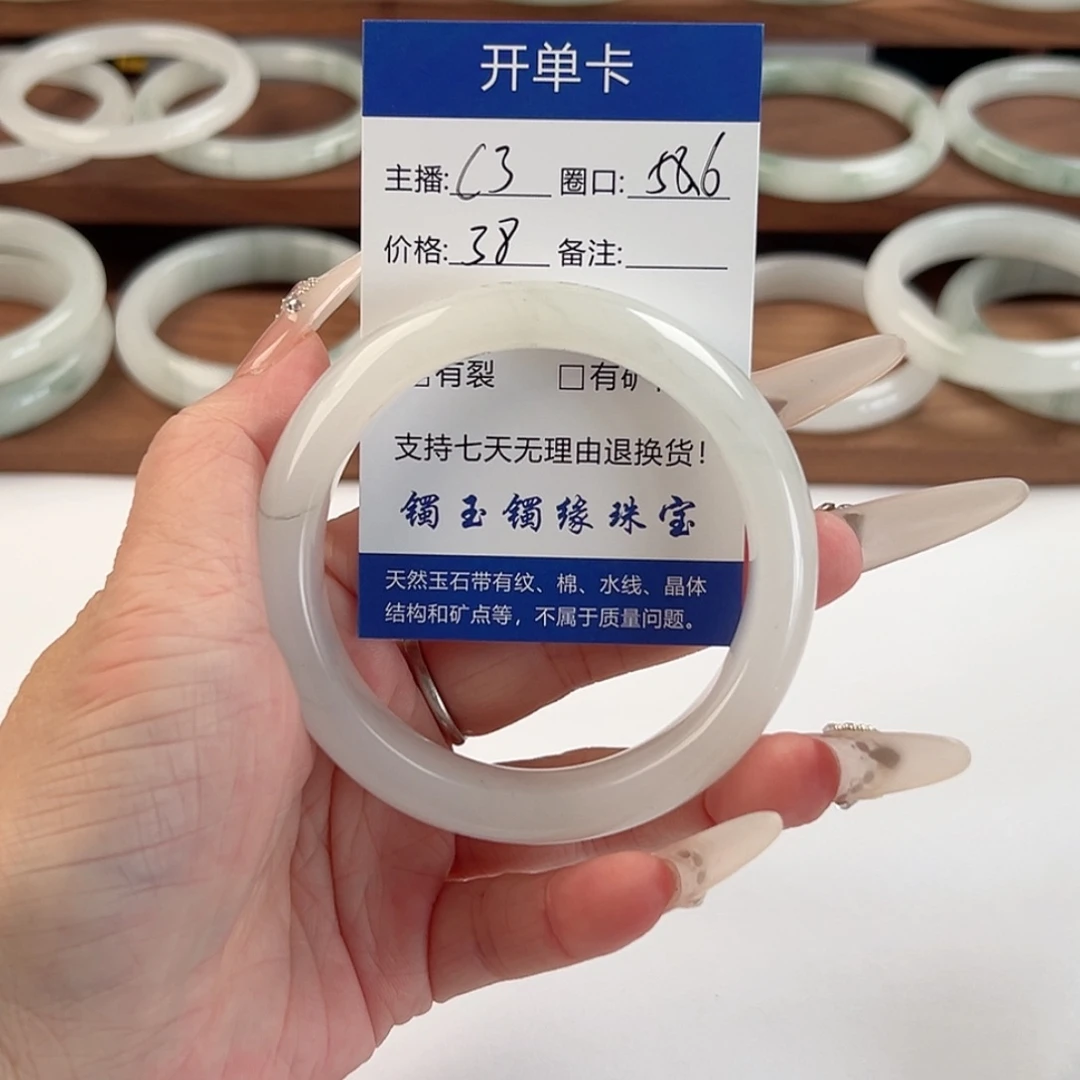 开单卡
主播: C3 圈口: 58.6
价格: 38 备注:
有裂 □有矿
支持七天无理由退换货!
镯玉镯缘珠宝
天然玉石带有纹、棉、水线、晶体
结构和矿点等，不属于质量问题。